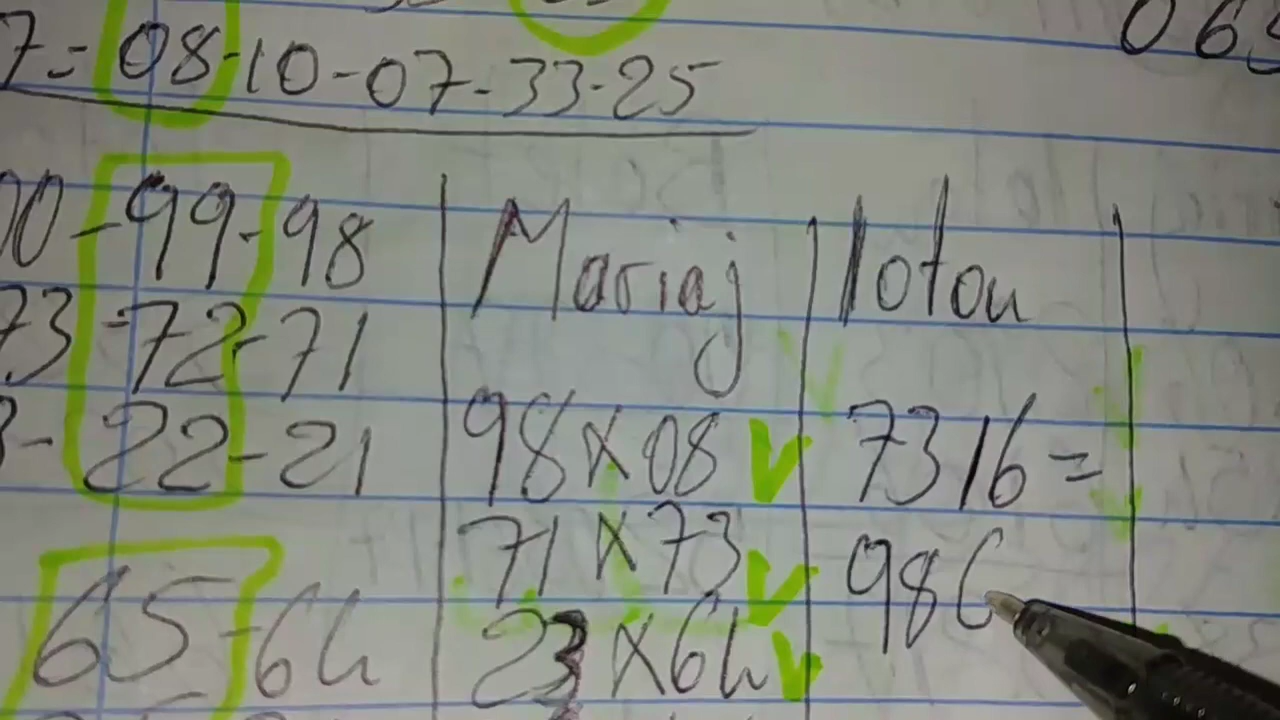 7=08-10-07-33-25
065
00-99-98
73-72-71
3-22-21
65-64
Mariaj
98x08 V
71x73 V
23x64 V
lotou
7316=
986